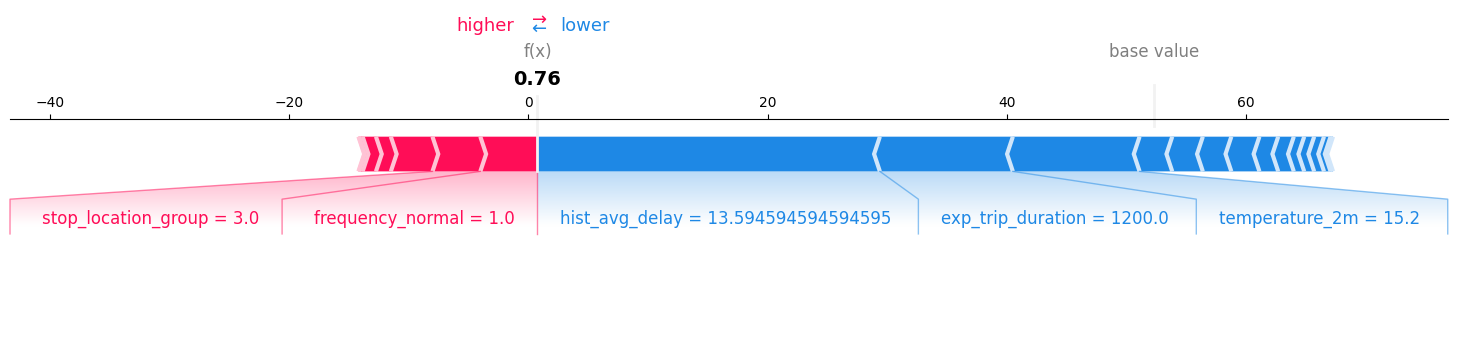 higher ⇄ lower
f(x)
base value
0.76
−40 −20 0 20 40 60
stop_location_group = 3.0 frequency_normal = 1.0 hist_avg_delay = 13.594594594594595 exp_trip_duration = 1200.0 temperature_2m = 15.2